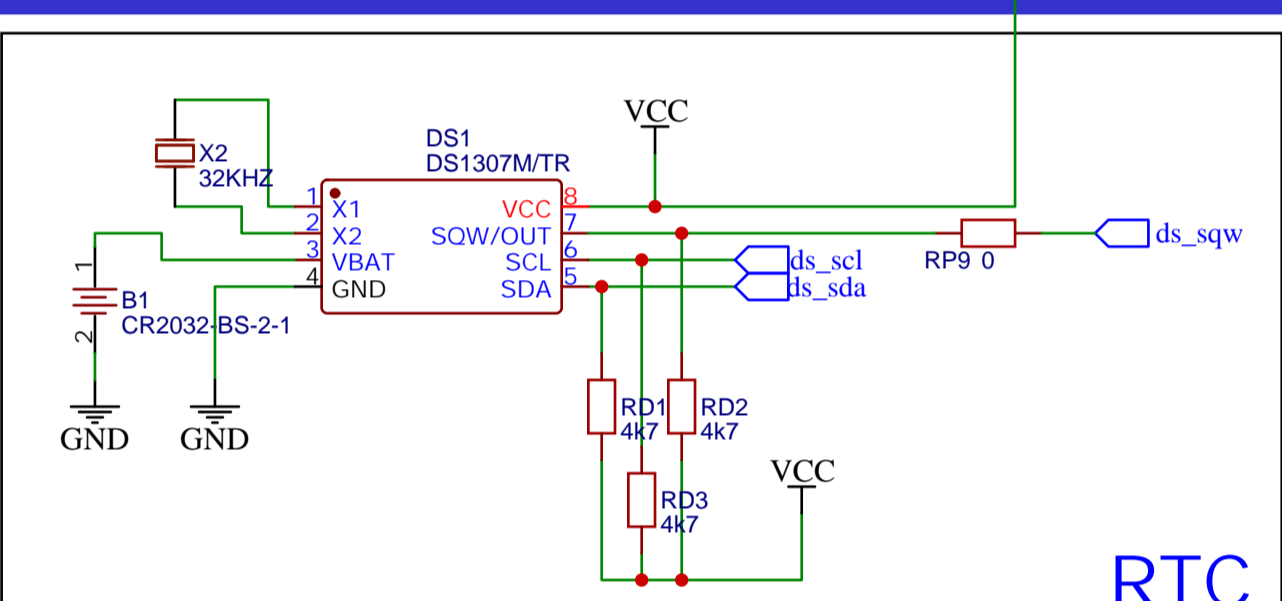 VCC
DS1
DS1307M/TR
X2
32KHZ
1
X1
2
X2
3
VBAT
4
GND
8
VCC
7
SQW/OUT
6
SCL
5
SDA
ds_scl
ds_sda
RP9 0
ds_sqw
1
B1
CR2032-BS-2-1
2
GND
GND
RD1
4k7
RD2
4k7
RD3
4k7
VCC
RTC